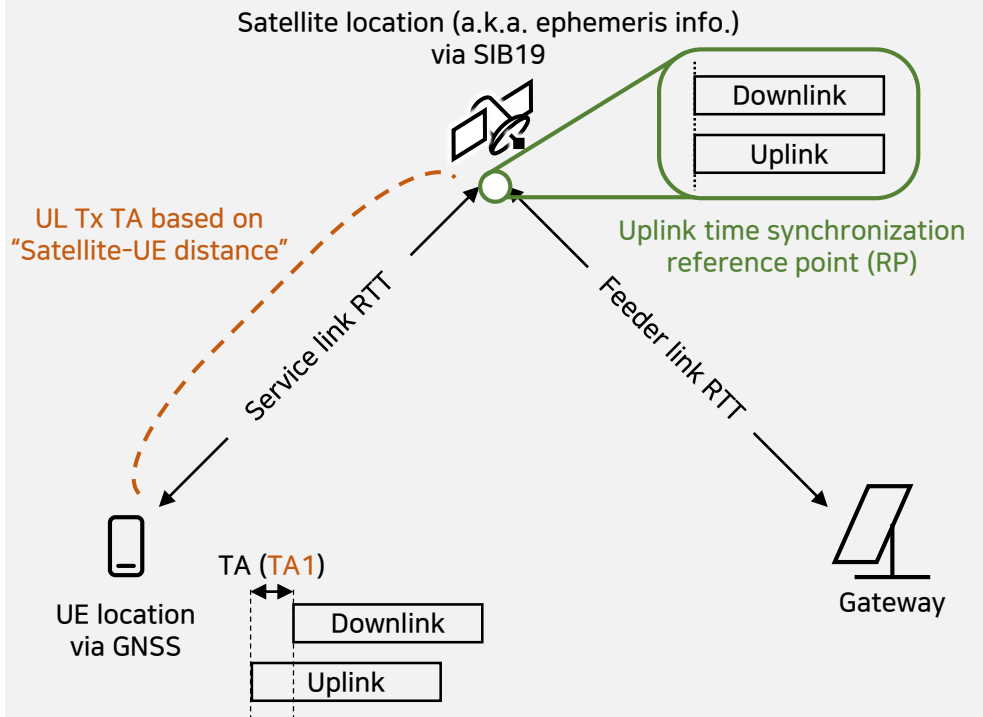 Satellite location (a.k.a. ephemeris info.)
via SIB19
Downlink
Uplink
UL Tx TA based on
“Satellite-UE distance”
Uplink time synchronization
reference point (RP)
Service link RTT
Feeder link RTT
TA (TA1)
UE location
via GNSS
Gateway
Downlink
Uplink